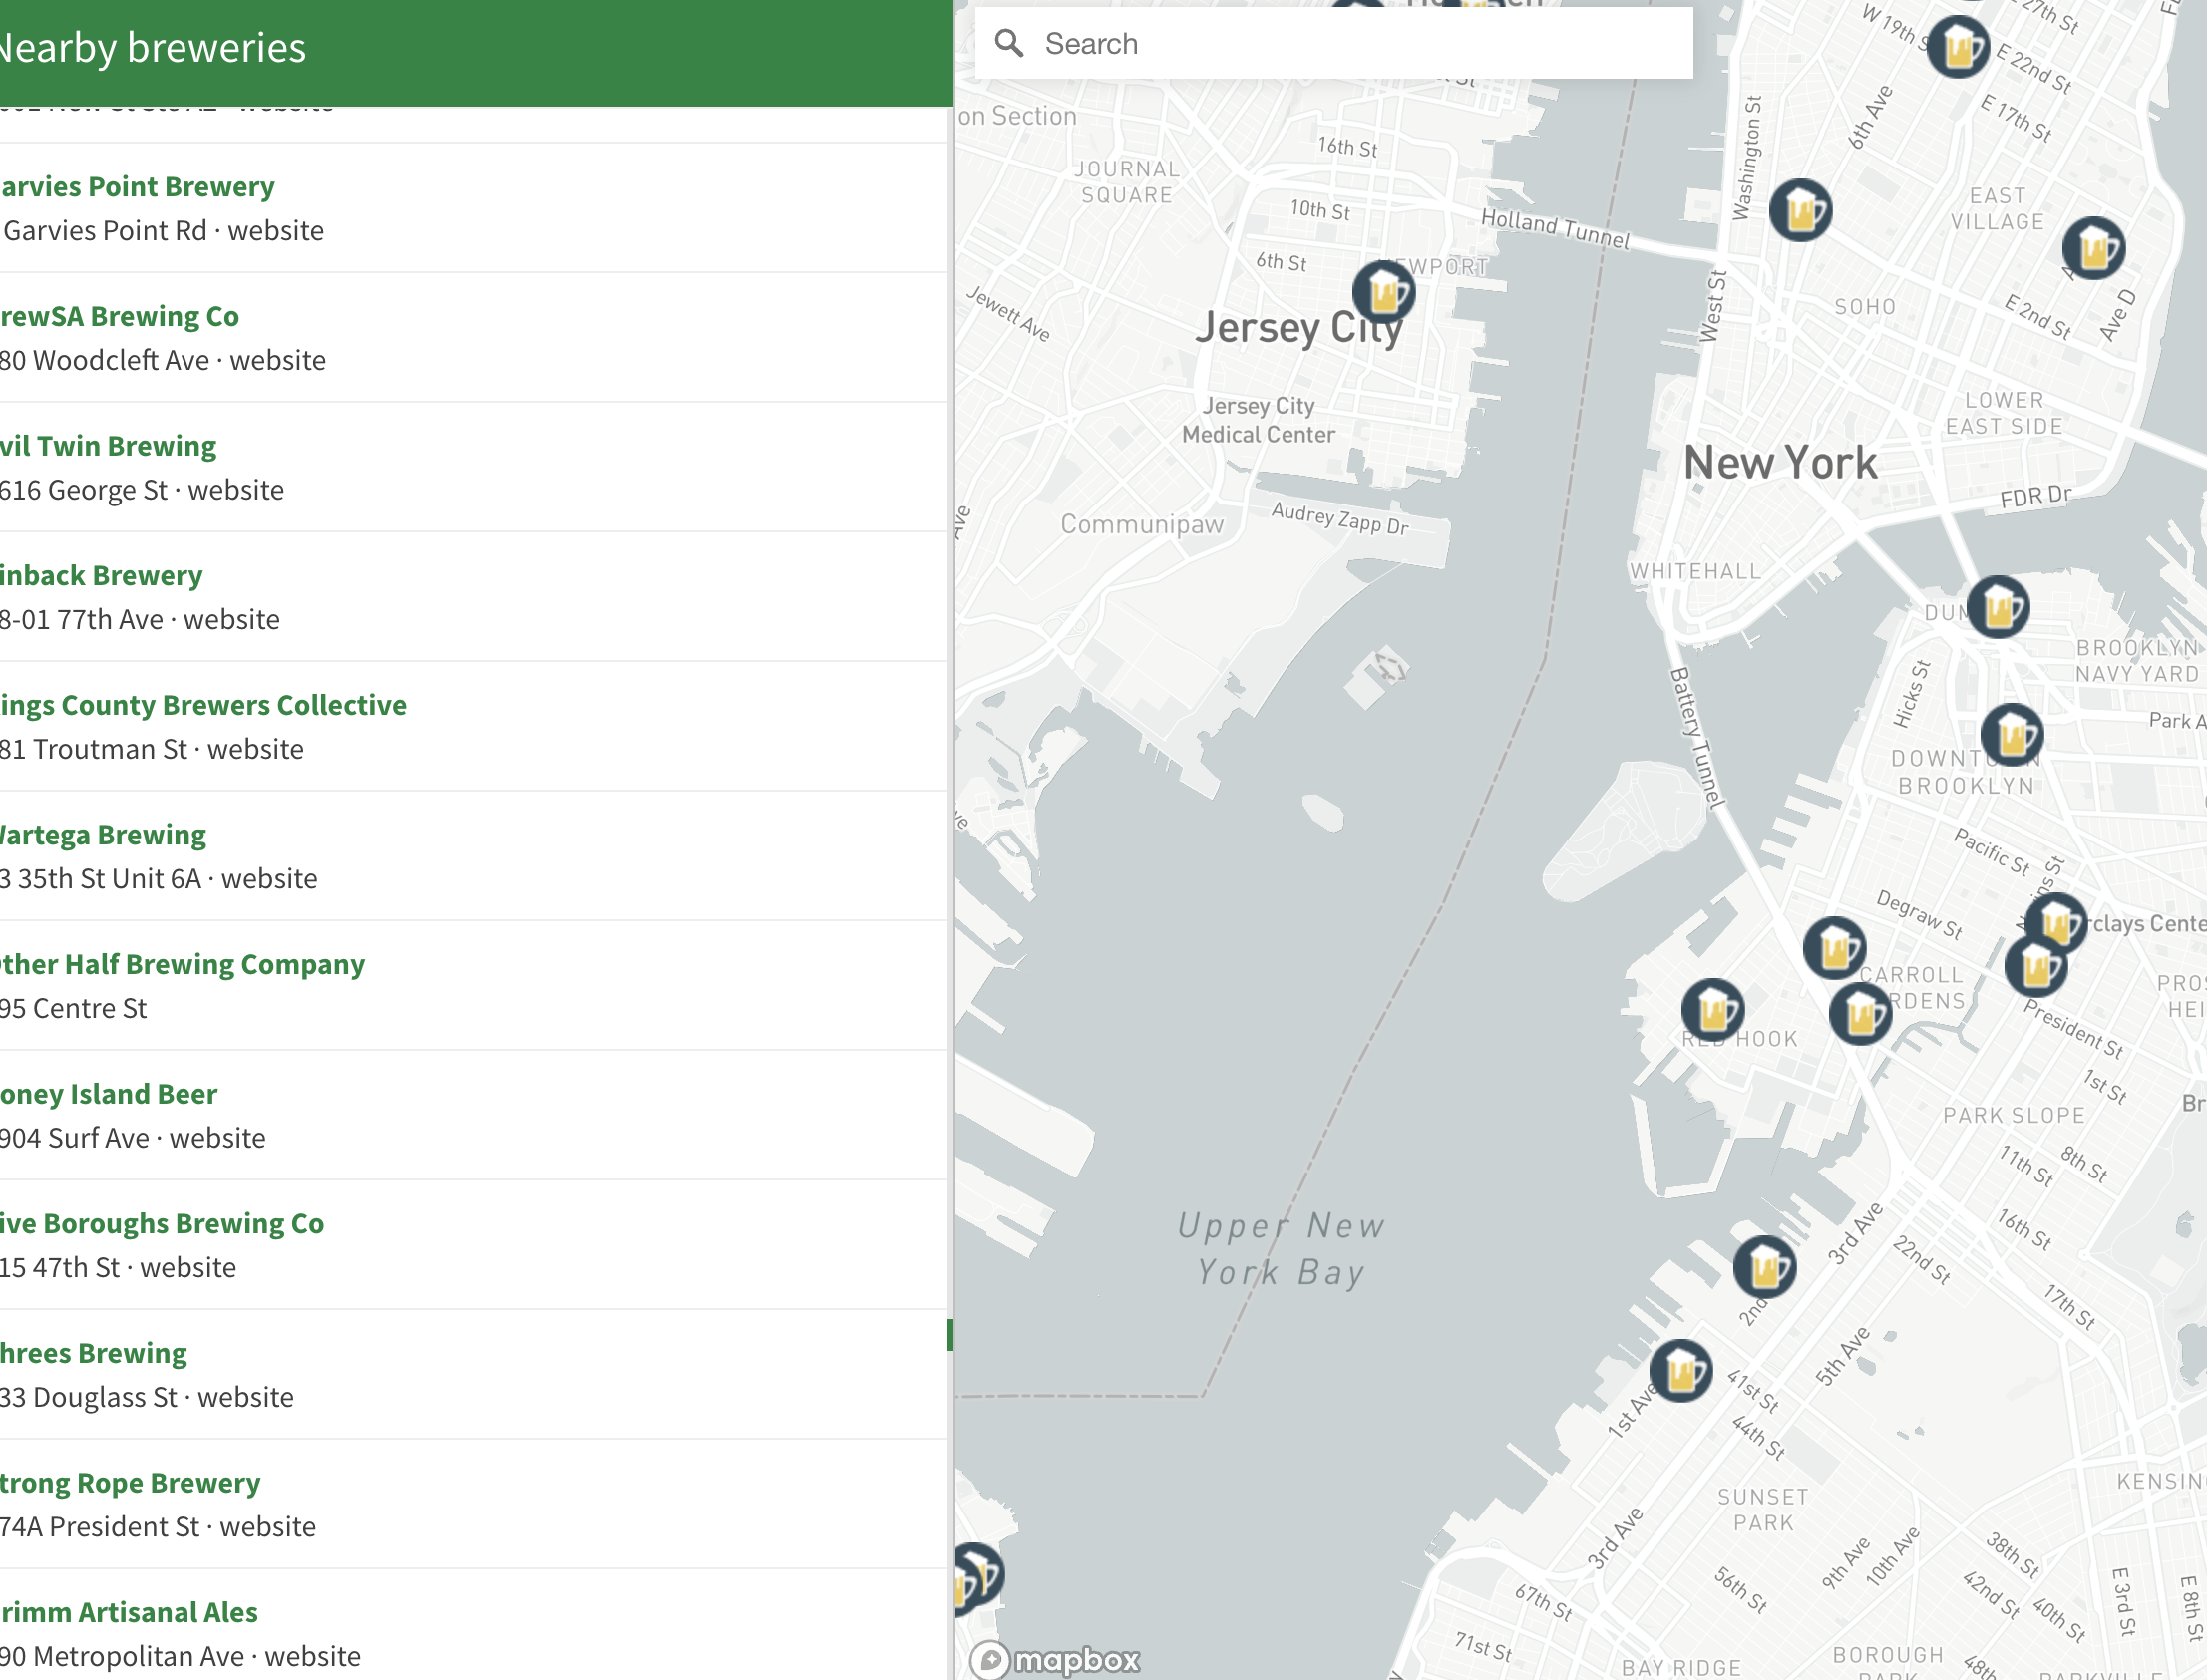 Nearby breweries
arvies Point Brewery
Garvies Point Rd · website
rewSA Brewing Co
80 Woodcleft Ave · website
vil Twin Brewing
616 George St · website
inback Brewery
8-01 77th Ave · website
ings County Brewers Collective
81 Troutman St · website
Wartega Brewing
3 35th St Unit 6A · website
Other Half Brewing Company
95 Centre St
oney Island Beer
904 Surf Ave · website
ive Boroughs Brewing Co
15 47th St · website
hrees Brewing
33 Douglass St · website
trong Rope Brewery
74A President St · website
rimm Artisanal Ales
90 Metropolitan Ave · website
Search
on Section
JOURNAL
SQUARE
16th St
10th St
6th St
Holland Tunnel
EWPORT
Jewett Ave
Jersey City
Jersey City
Medical Center
Communipaw
Audrey Zapp Dr
W 19th S
27th St
E 22nd St
E 17th St
6th Ave
Washington St
EAST
VILLAGE
West St
SOHO
E 2nd St
Ave D
LOWER
EAST SIDE
New York
FDR Dr
WHITEHALL
DUM
BROOKLYN
NAVY YARD
Hicks St
Battery Tunnel
Park A
DOWNTOWN
BROOKLYN
Pacific St
Degraw St
rclays Cente
CARROLL
RDENS
PROS
HEI
RED HOOK
President St
1st St
Br
PARK SLOPE
11th St
8th St
16th St
3rd Ave
22nd St
17th St
2nd
Upper New
York Bay
5th Ave
1st Ave
41st St
44th St
SUNSET
PARK
KENSIN
3rd Ave
9th Ave
10th Ave
38th St
42nd St
40th St
E 3rd St
E 8th St
56th St
67th St
71st St
BAY RIDGE
BOROUGH
PARK
48th
PARKVILLE
mapbox